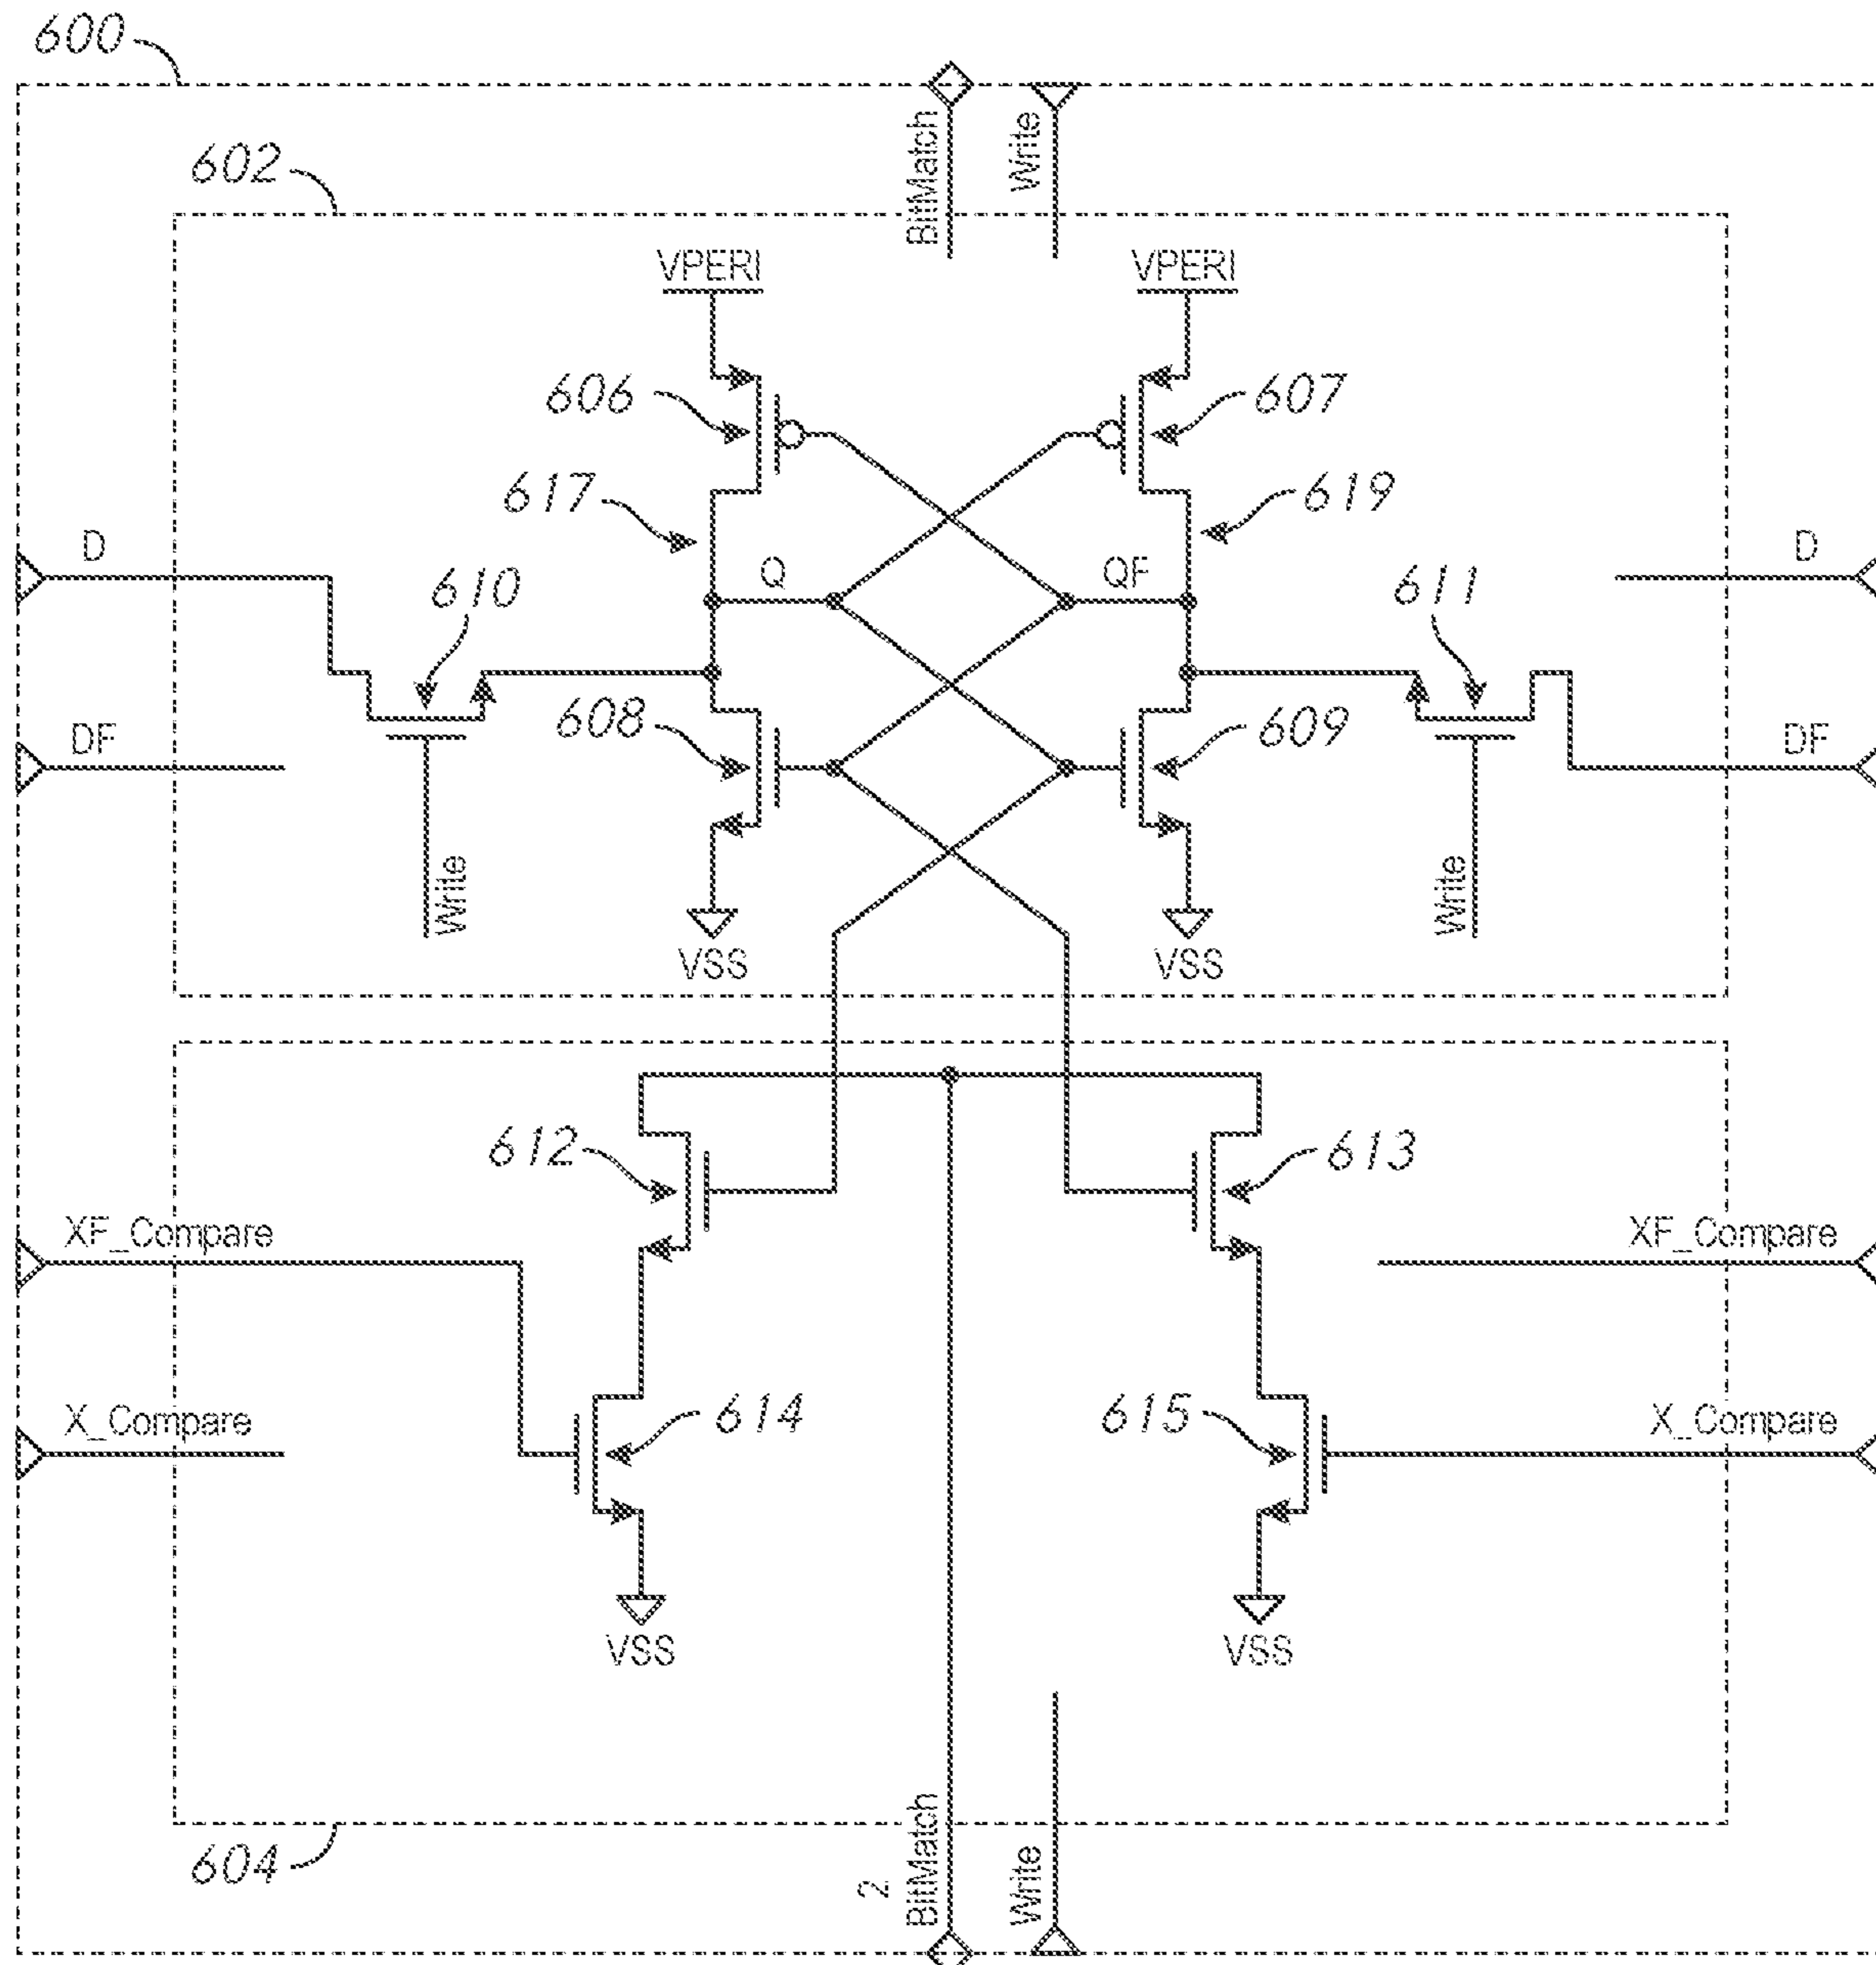 600
BitMatch
Write
602
VPERI
VPERI
606
607
617
619
D
D
Q
QF
610
611
608
609
DF
DF
Write
Write
VSS
VSS
612
613
XF_Compare
XF_Compare
614
615
X_Compare
X_Compare
VSS
VSS
604
2
BitMatch
Write